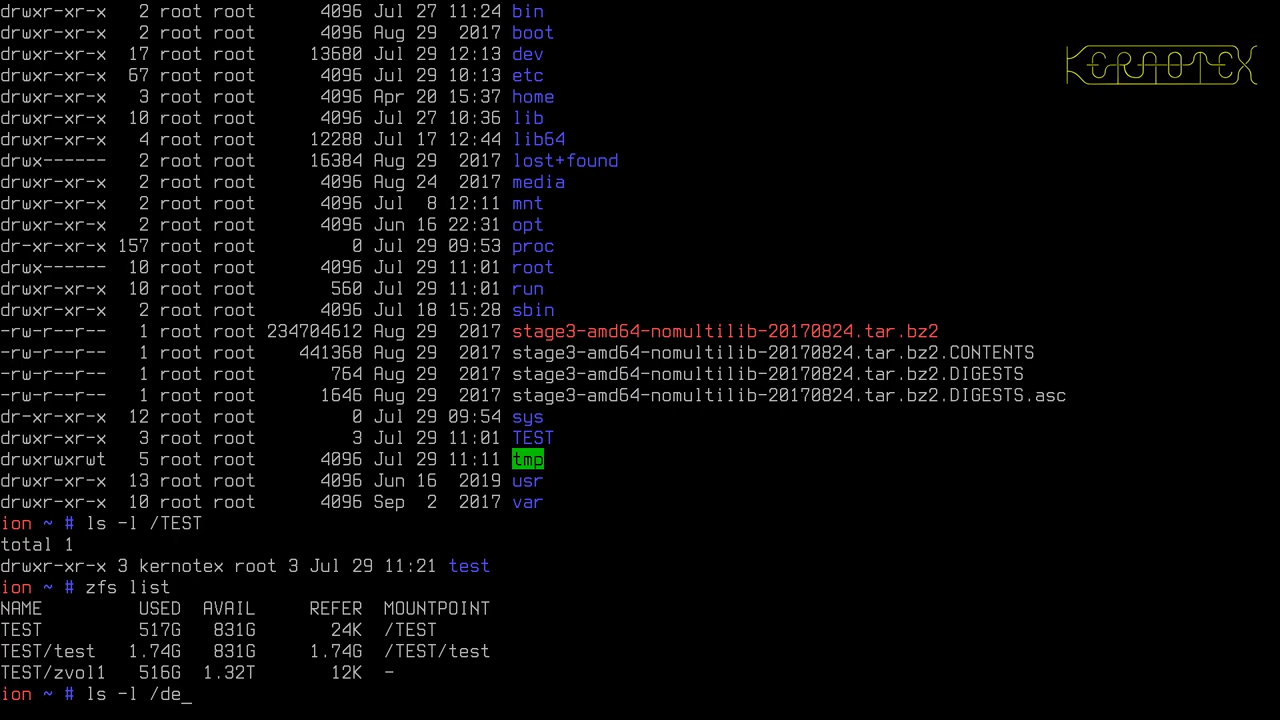 drwxr-xr-x   2 root root      4096 Jul 27 11:24 bin
drwxr-xr-x   2 root root      4096 Aug 29  2017 boot
drwxr-xr-x  17 root root     13680 Jul 29 12:13 dev
drwxr-xr-x  67 root root      4096 Jul 29 10:13 etc
drwxr-xr-x   3 root root      4096 Apr 20 15:37 home
drwxr-xr-x  10 root root      4096 Jul 27 10:36 lib
drwxr-xr-x   4 root root     12288 Jul 17 12:44 lib64
drwx------   2 root root     16384 Aug 29  2017 lost+found
drwxr-xr-x   2 root root      4096 Aug 24  2017 media
drwxr-xr-x   2 root root      4096 Jul  8 12:11 mnt
drwxr-xr-x   2 root root      4096 Jun 16 22:31 opt
dr-xr-xr-x 157 root root         0 Jul 29 09:53 proc
drwx------  10 root root      4096 Jul 29 11:01 root
drwxr-xr-x  10 root root       560 Jul 29 11:01 run
drwxr-xr-x   2 root root      4096 Jul 18 15:28 sbin
-rw-r--r--   1 root root 234704612 Aug 29  2017 stage3-amd64-nomultilib-20170824.tar.bz2
-rw-r--r--   1 root root    441368 Aug 29  2017 stage3-amd64-nomultilib-20170824.tar.bz2.CONTENTS
-rw-r--r--   1 root root       764 Aug 29  2017 stage3-amd64-nomultilib-20170824.tar.bz2.DIGESTS
-rw-r--r--   1 root root      1646 Aug 29  2017 stage3-amd64-nomultilib-20170824.tar.bz2.DIGESTS.asc
dr-xr-xr-x  12 root root         0 Jul 29 09:54 sys
drwxr-xr-x   3 root root         3 Jul 29 11:01 TEST
drwxrwxrwt   5 root root      4096 Jul 29 11:11 tmp
drwxr-xr-x  13 root root      4096 Jun 16  2019 usr
drwxr-xr-x  10 root root      4096 Sep  2  2017 var
ion ~ # ls -l /TEST
total 1
drwxr-xr-x 3 kernotex root 3 Jul 29 11:21 test
ion ~ # zfs list
NAME         USED  AVAIL     REFER  MOUNTPOINT
TEST         517G   831G       24K  /TEST
TEST/test   1.74G   831G     1.74G  /TEST/test
TEST/zvol1   516G  1.32T       12K  -
ion ~ # ls -l /de_
KERNOTEX